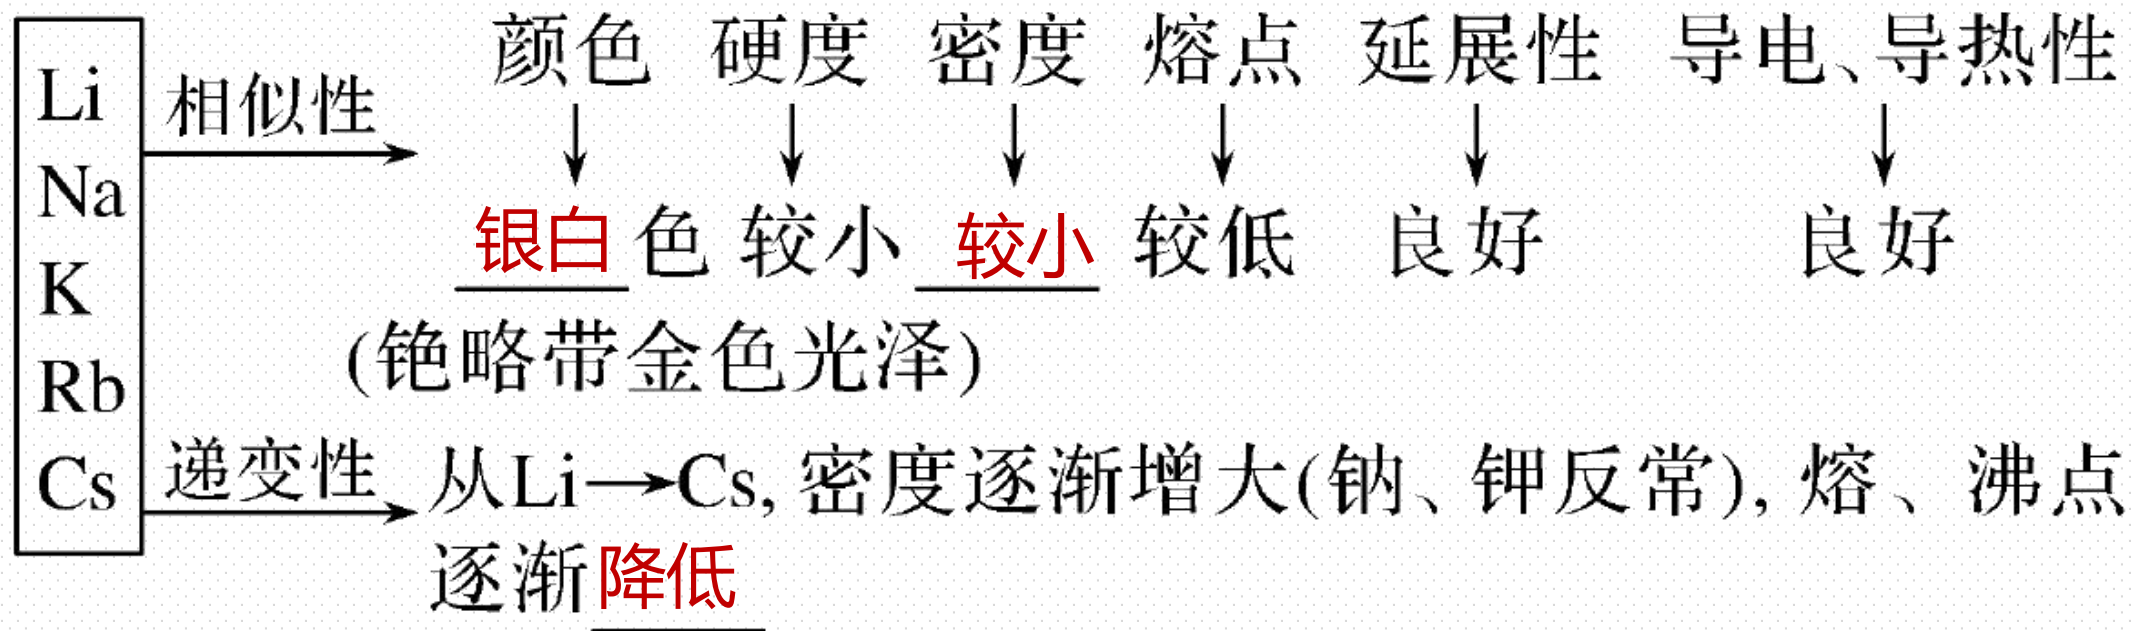 Li
Na
K
Rb
Cs
相似性
颜色 硬度 密度 熔点 延展性 导电、导热性
银白色 较小 较小 较低 良好 良好
(铯略带金色光泽)
递变性
从Li→Cs, 密度逐渐增大(钠、钾反常), 熔、沸点
逐渐降低